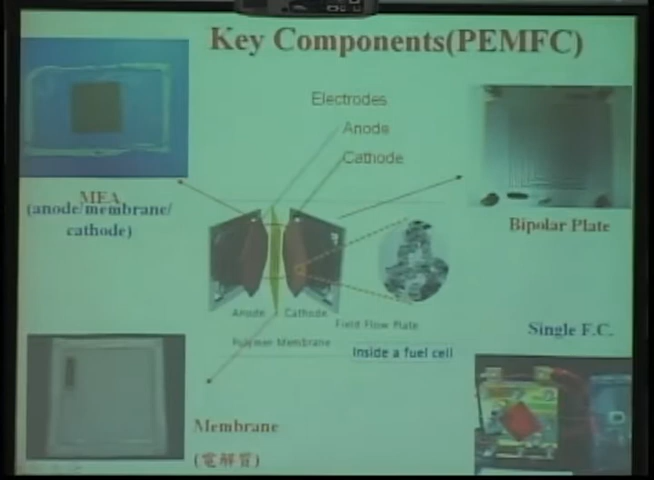 Key Components(PEMFC)
Electrodes
Anode
Cathode
MEA
(anode/membrane/
cathode)
Bipolar Plate
Anode
Cathode
Field Flow Plate
Polymer Membrane
Inside a fuel cell
Single F.C.
Membrane
(電解質)